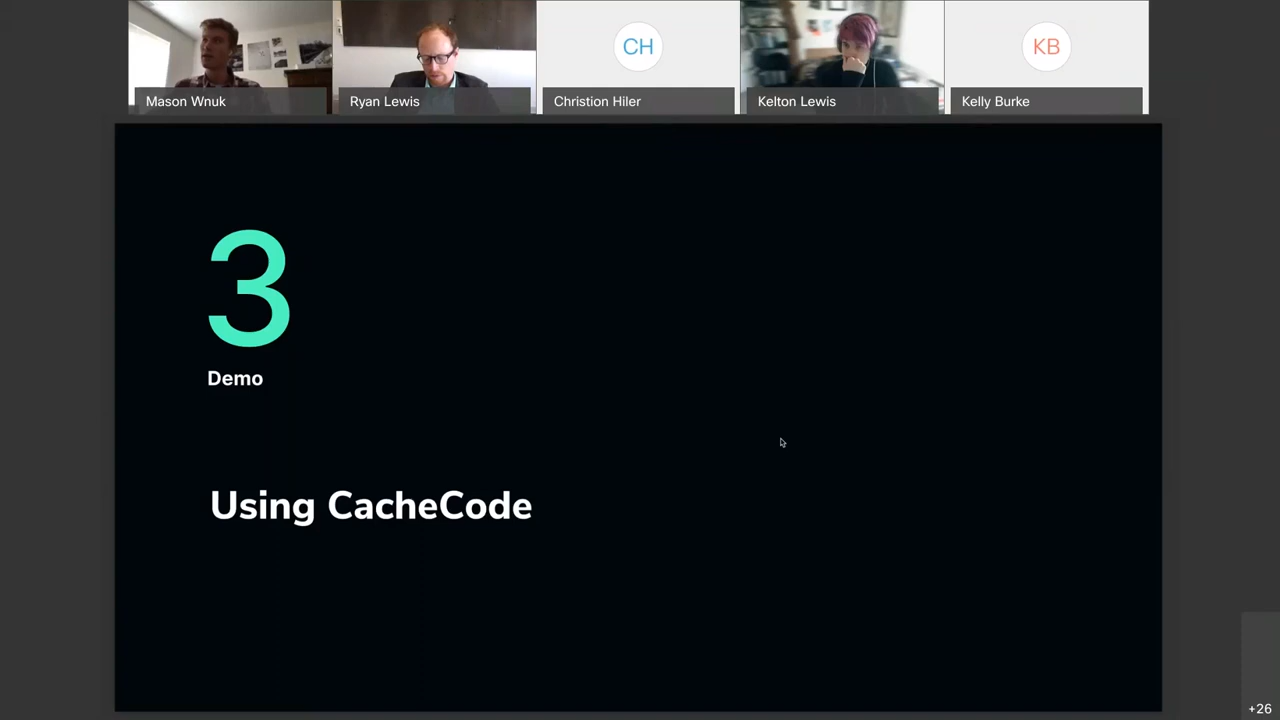 CH
KB
Mason Wnuk
Ryan Lewis
Christion Hiler
Kelton Lewis
Kelly Burke
3
Demo
Using CacheCode
+26